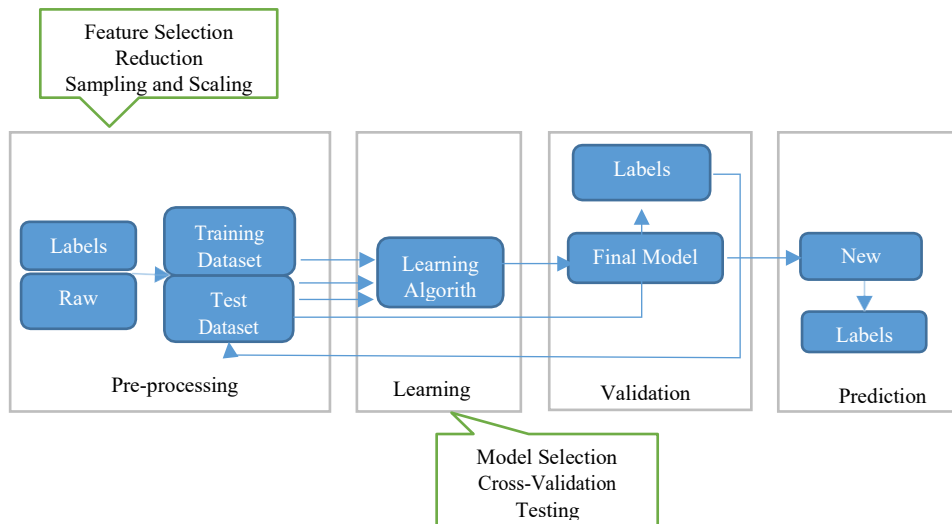 Feature Selection
Reduction
Sampling and Scaling
Labels
Raw
Training
Dataset
Test
Dataset
Pre-processing
Learning
Algorith
Learning
Labels
Final Model
Validation
New
Labels
Prediction
Model Selection
Cross-Validation
Testing